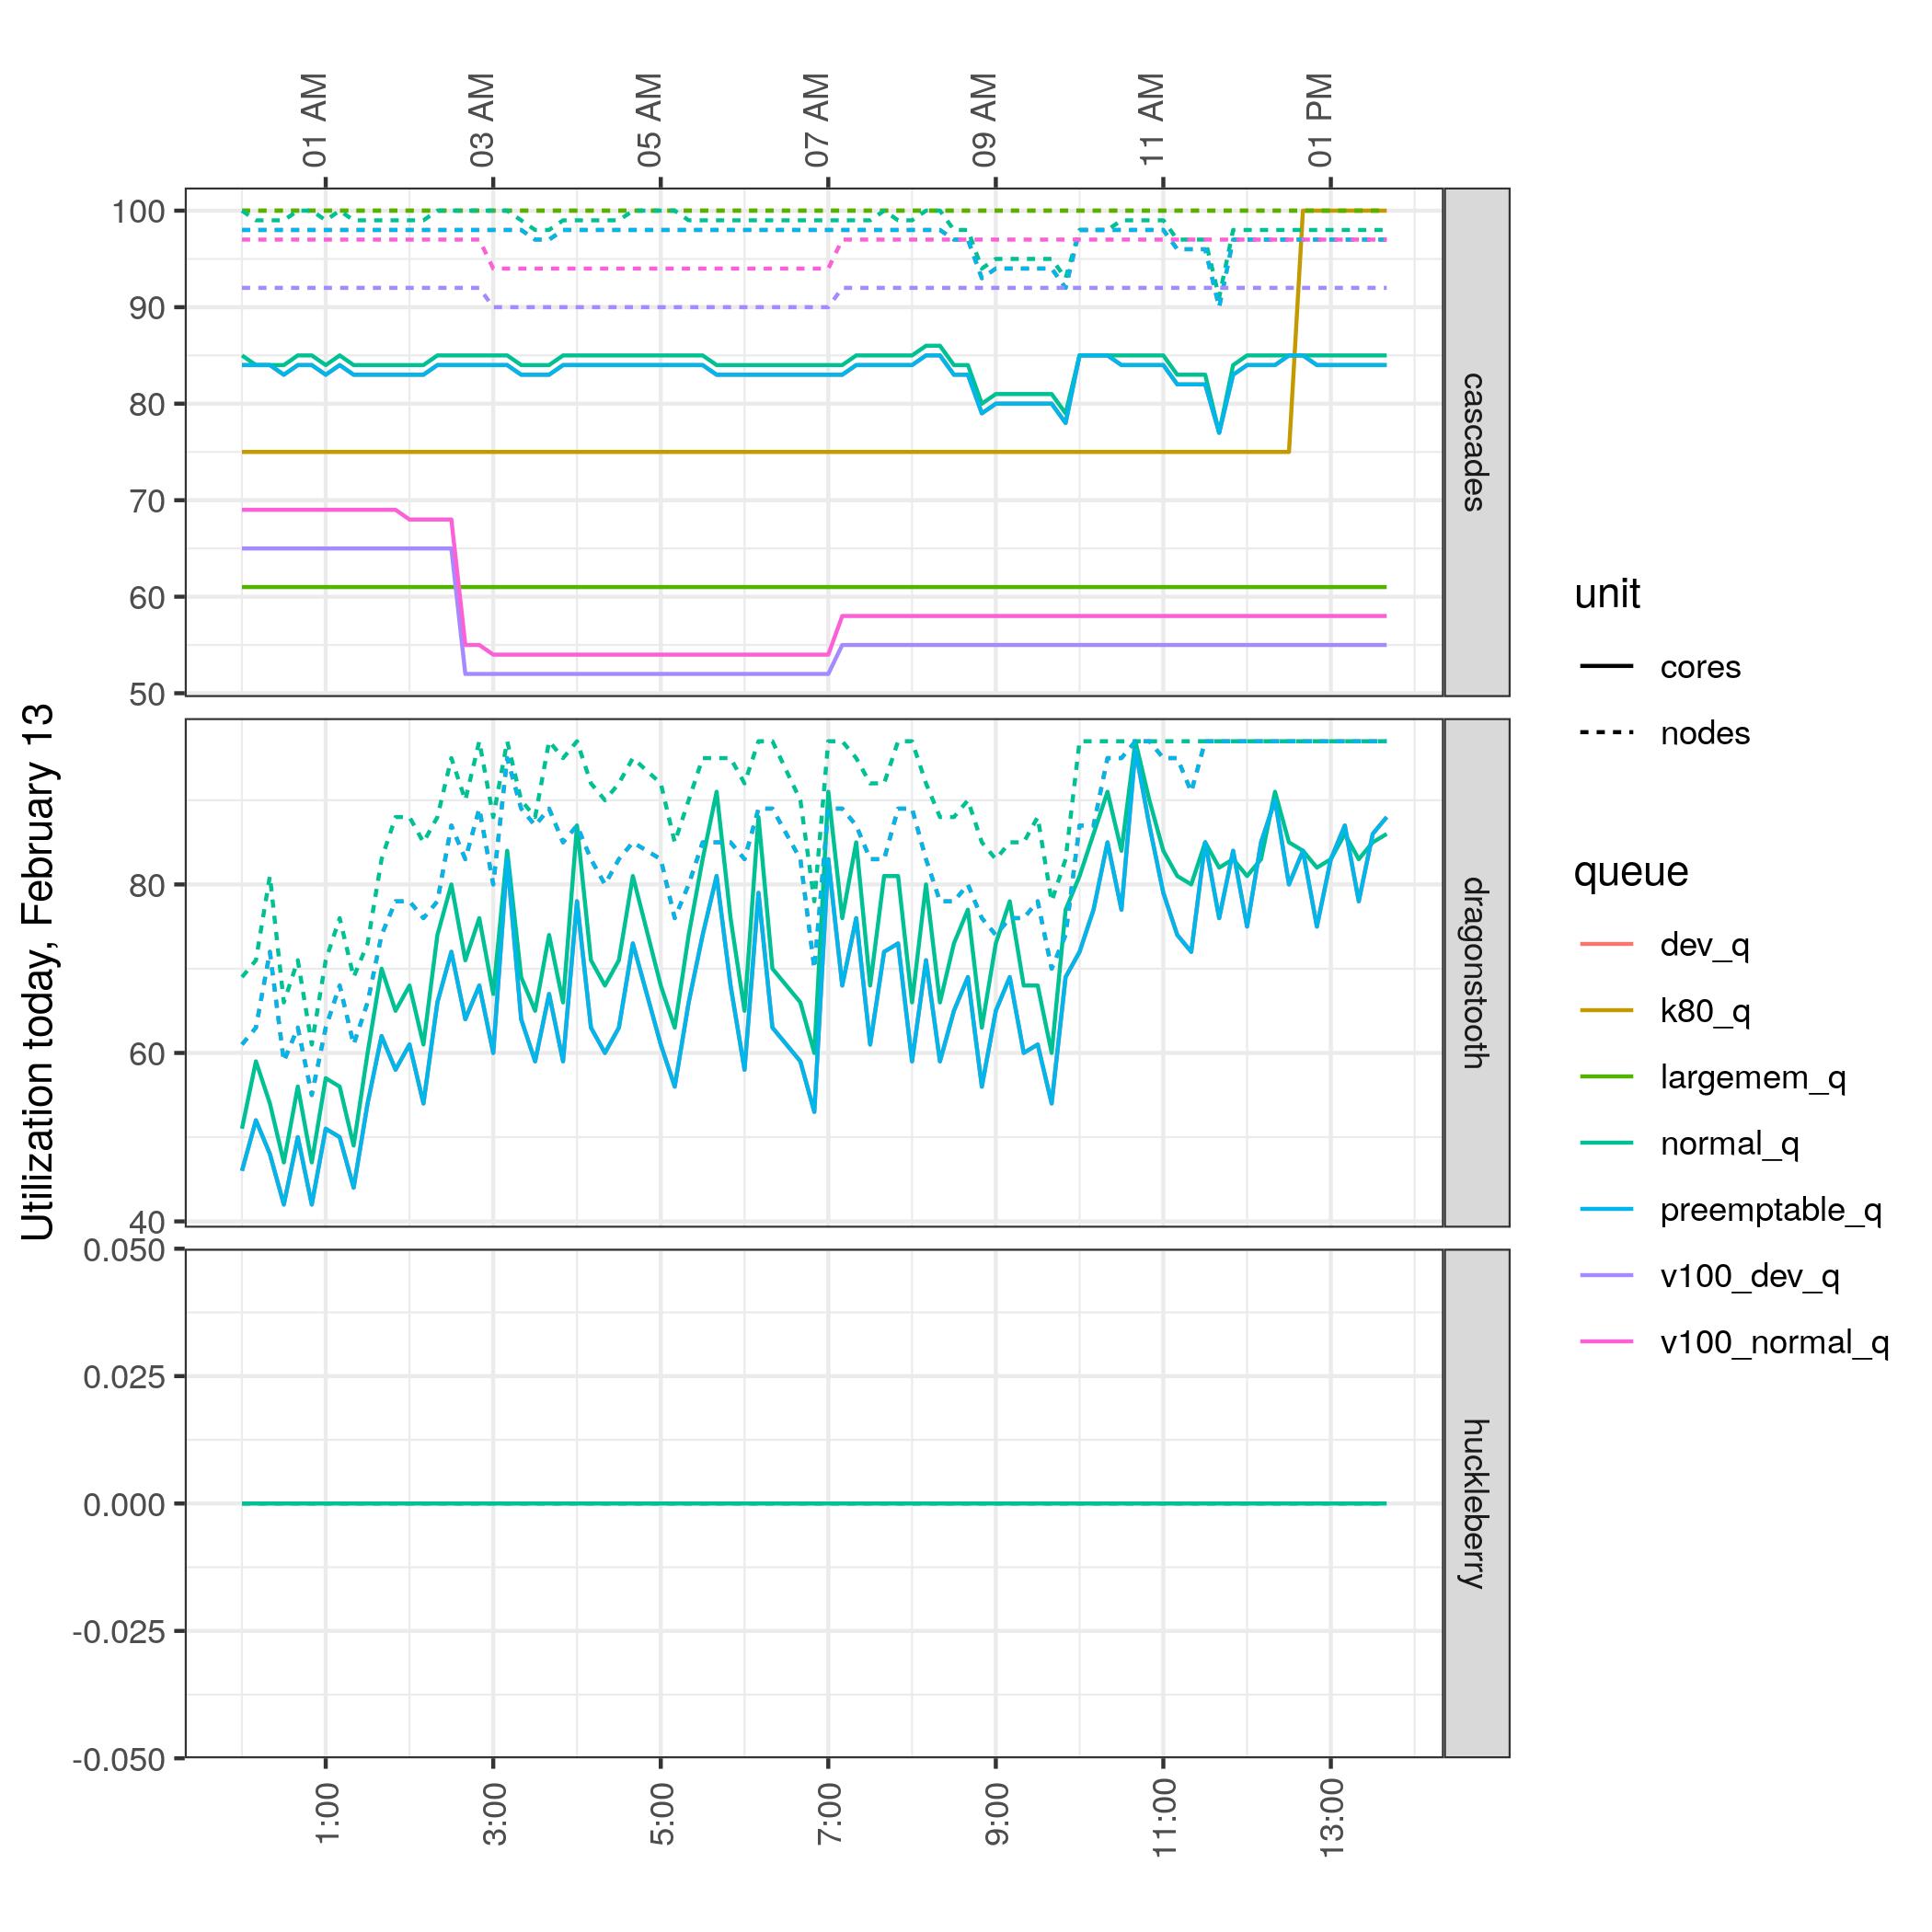 01 AM
03 AM
05 AM
07 AM
09 AM
11 AM
01 PM
Utilization today, February 13
100
90
80
70
60
50
cascades
80
60
40
dragonstooth
0.050
0.025
0.000
-0.025
-0.050
huckleberry
1:00
3:00
5:00
7:00
9:00
11:00
13:00
unit
cores
nodes
queue
dev_q
k80_q
largemem_q
normal_q
preemptable_q
v100_dev_q
v100_normal_q